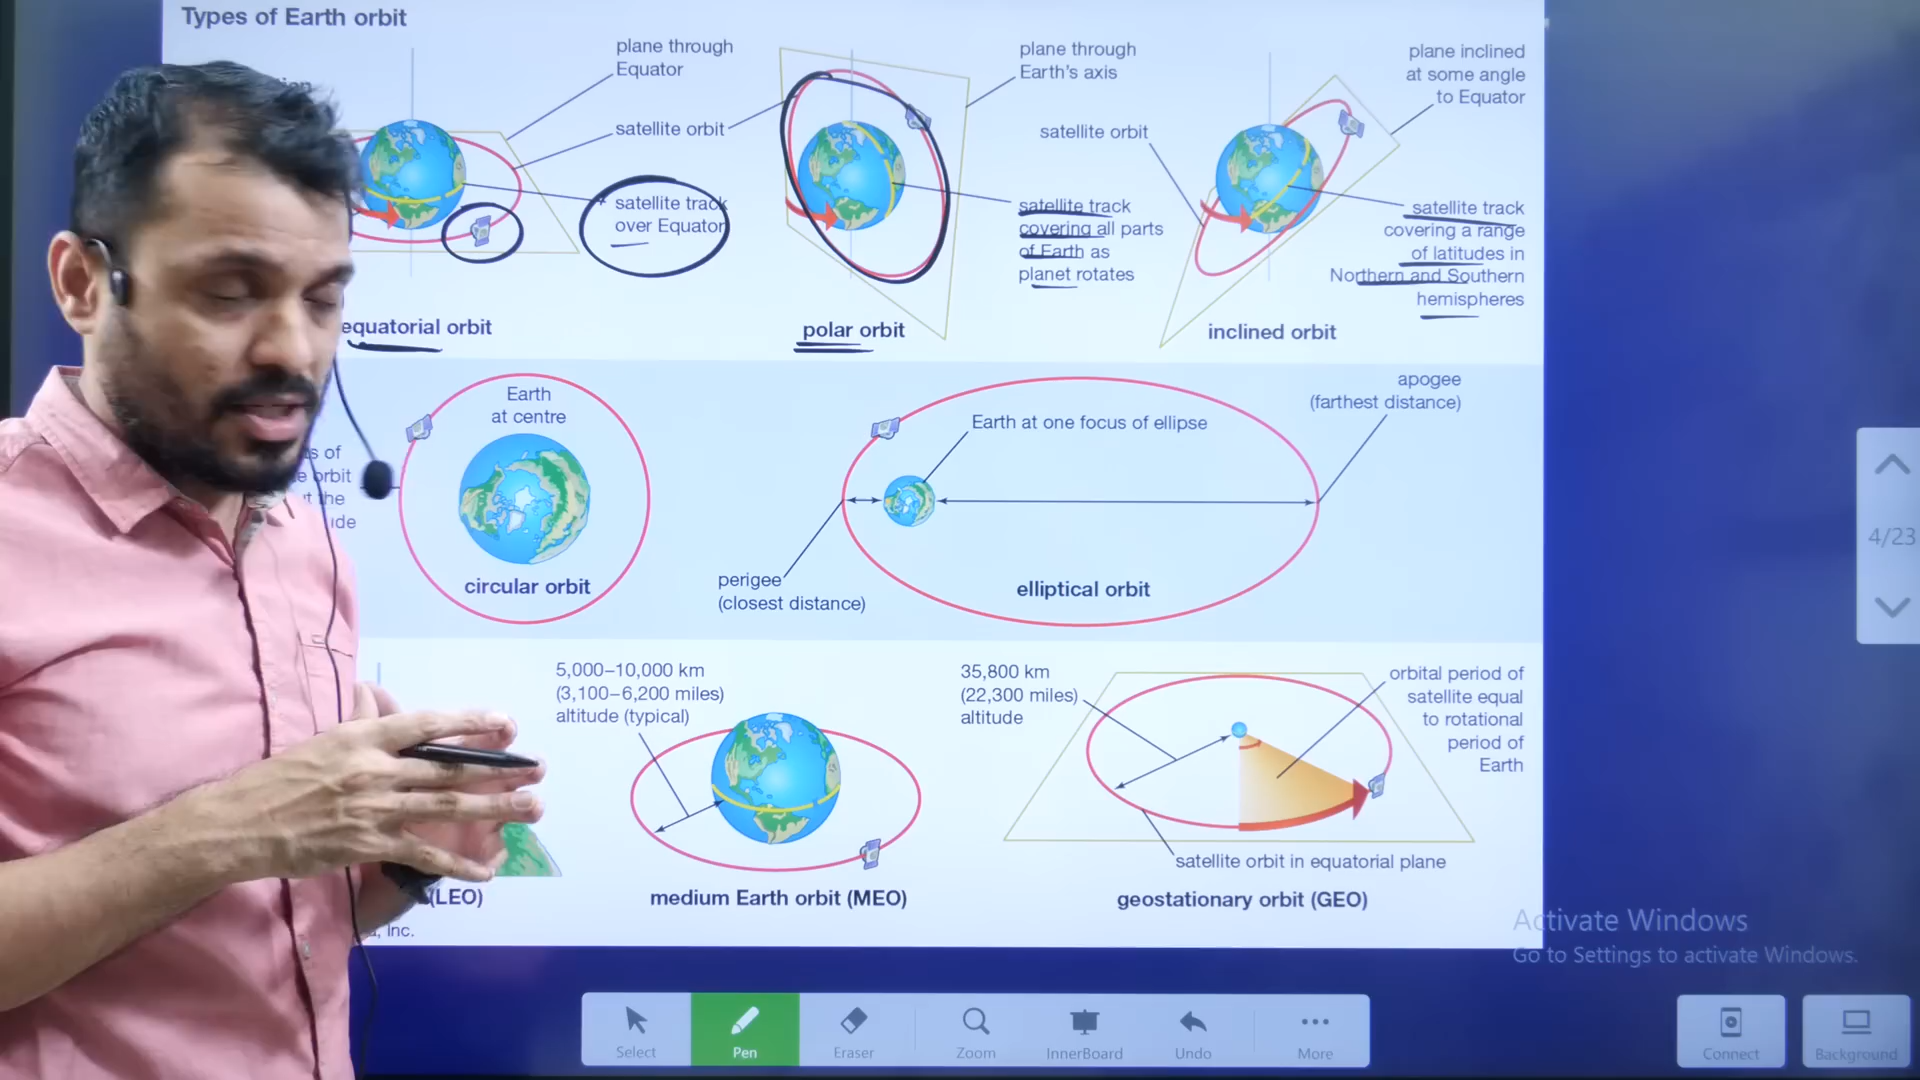 Types of Earth orbit
plane through
Equator
satellite orbit
satellite track
over Equator
equatorial orbit
plane through
Earth's axis
satellite track
covering all parts
of Earth as
planet rotates
polar orbit
plane inclined
at some angle
to Equator
satellite orbit
satellite track
covering a range
of latitudes in
Northern and Southern
hemispheres
inclined orbit
of
orbit
the
Earth
at centre
circular orbit
Earth at one focus of ellipse
apogee
(farthest distance)
perigee
(closest distance)
elliptical orbit
(LEO)
5,000–10,000 km
(3,100–6,200 miles)
altitude (typical)
medium Earth orbit (MEO)
35,800 km
(22,300 miles)
altitude
orbital period of
satellite equal
to rotational
period of
Earth
satellite orbit in equatorial plane
geostationary orbit (GEO)
Inc.
4/23
Activate Windows
Go to Settings to activate Windows.
Select
Pen
Eraser
Zoom
InnerBoard
Undo
More
Connect
Background